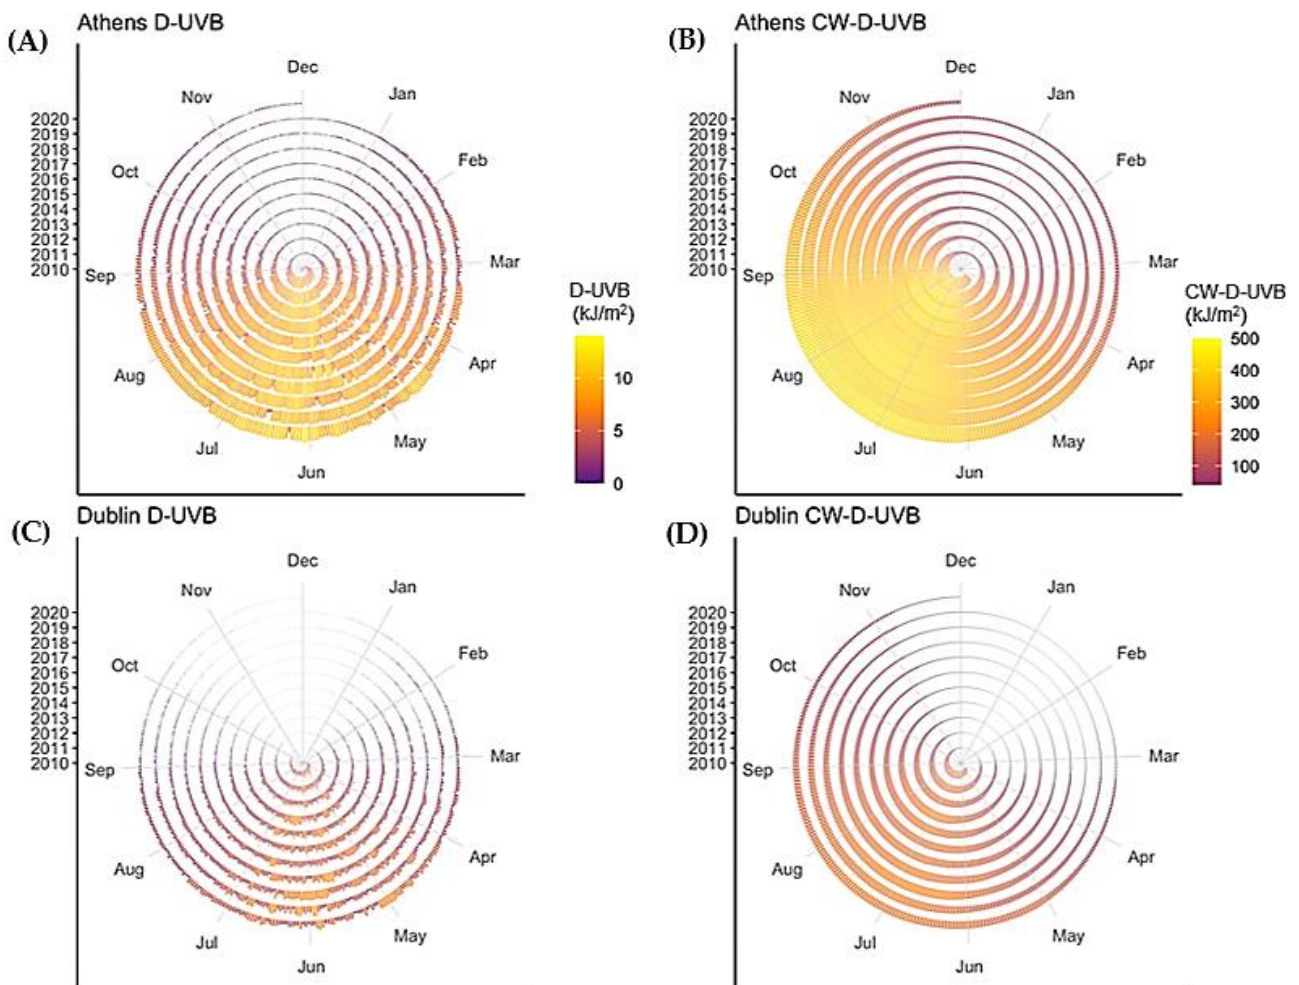 (A)
Athens D-UVB
Dec
Nov
Jan
2020
2019
2018
2017
2016
2015
2014
2013
2012
2011
2010
Oct
Feb
Sep
Mar
Aug
Apr
Jul
May
Jun
D-UVB
(kJ/m²)
10
5
0
(B)
Athens CW-D-UVB
Dec
Nov
Jan
2020
2019
2018
2017
2016
2015
2014
2013
2012
2011
2010
Oct
Feb
Sep
Mar
Aug
Apr
Jul
May
Jun
CW-D-UVB
(kJ/m²)
500
400
300
200
100
(C)
Dublin D-UVB
Dec
Nov
Jan
2020
2019
2018
2017
2016
2015
2014
2013
2012
2011
2010
Oct
Feb
Sep
Mar
Aug
Apr
Jul
May
Jun
(D)
Dublin CW-D-UVB
Dec
Nov
Jan
2020
2019
2018
2017
2016
2015
2014
2013
2012
2011
2010
Oct
Feb
Sep
Mar
Aug
Apr
Jul
May
Jun